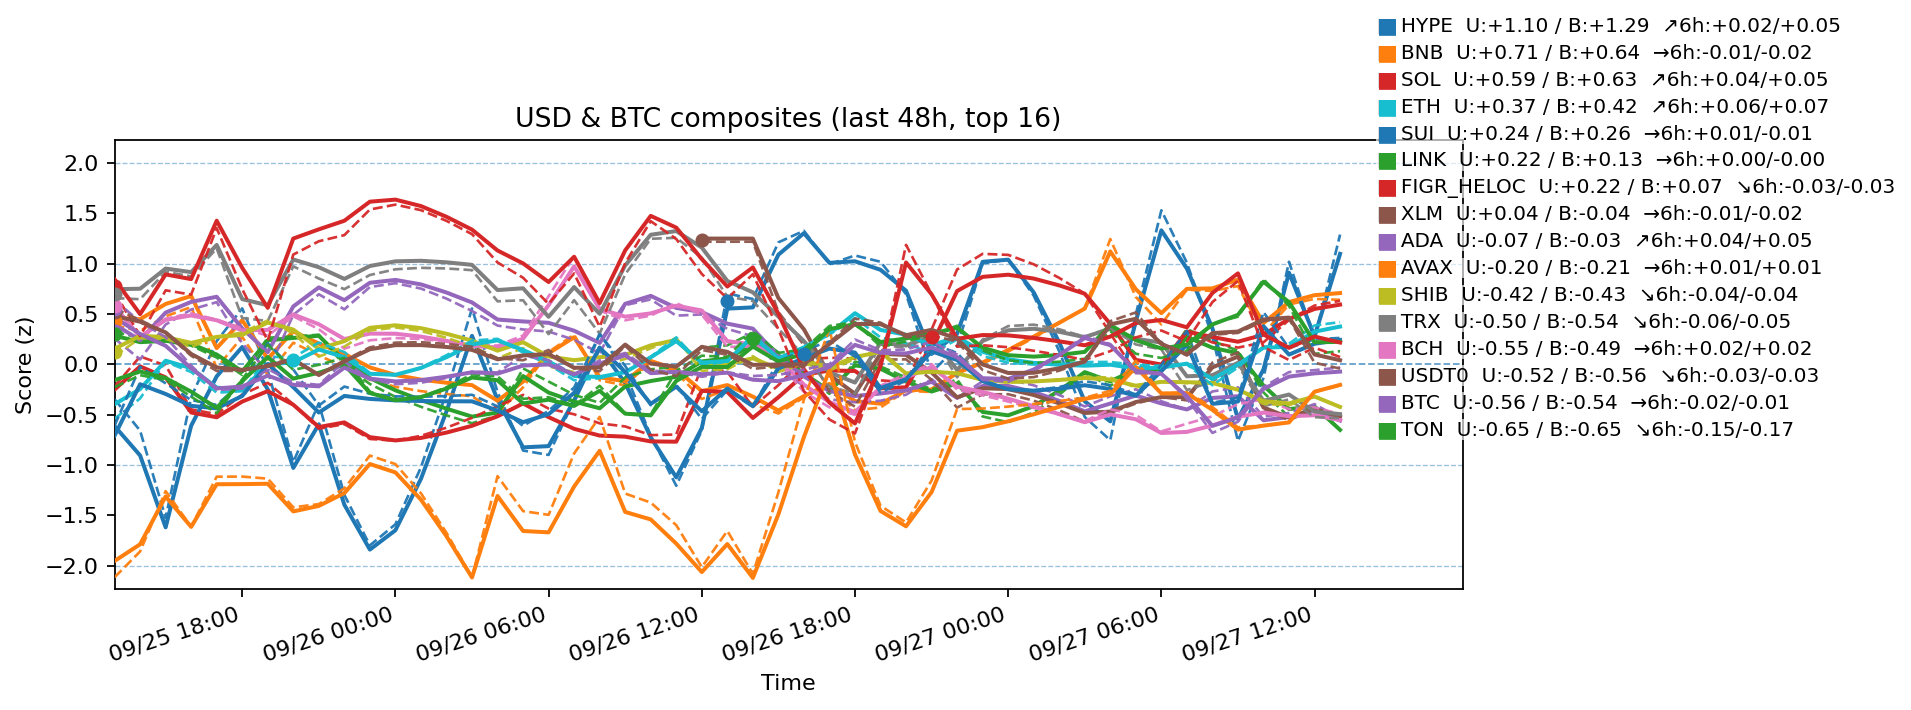 HYPE  U:+1.10 / B:+1.29  ↗6h:+0.02/+0.05
BNB  U:+0.71 / B:+0.64  →6h:-0.01/-0.02
SOL  U:+0.59 / B:+0.63  ↗6h:+0.04/+0.05
ETH  U:+0.37 / B:+0.42  ↗6h:+0.06/+0.07
SUI  U:+0.24 / B:+0.26  →6h:+0.01/-0.01
LINK  U:+0.22 / B:+0.13  →6h:+0.00/-0.00
FIGR_HELOC  U:+0.22 / B:+0.07  ↘6h:-0.03/-0.03
XLM  U:+0.04 / B:-0.04  →6h:-0.01/-0.02
ADA  U:-0.07 / B:-0.03  ↗6h:+0.04/+0.05
AVAX  U:-0.20 / B:-0.21  →6h:+0.01/+0.01
SHIB  U:-0.42 / B:-0.43  ↘6h:-0.04/-0.04
TRX  U:-0.50 / B:-0.54  ↘6h:-0.06/-0.05
BCH  U:-0.55 / B:-0.49  →6h:+0.02/+0.02
USDT0  U:-0.52 / B:-0.56  ↘6h:-0.03/-0.03
BTC  U:-0.56 / B:-0.54  →6h:-0.02/-0.01
TON  U:-0.65 / B:-0.65  ↘6h:-0.15/-0.17
USD & BTC composites (last 48h, top 16)
Score (z)
2.0
1.5
1.0
0.5
0.0
−0.5
−1.0
−1.5
−2.0
09/25 18:00
09/26 00:00
09/26 06:00
09/26 12:00
09/26 18:00
09/27 00:00
09/27 06:00
09/27 12:00
Time